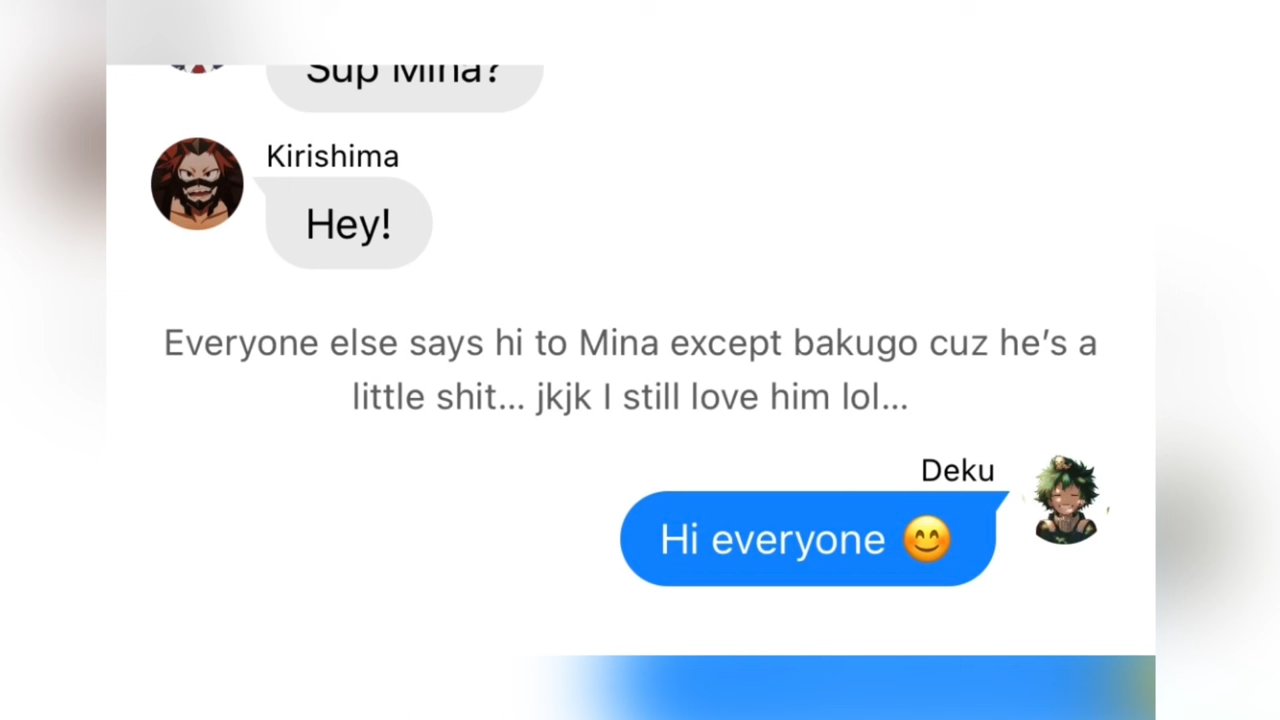 Sup Mina?
Kirishima
Hey!
Everyone else says hi to Mina except bakugo cuz he’s a
little shit... jkjk I still love him lol...
Deku
Hi everyone 😊